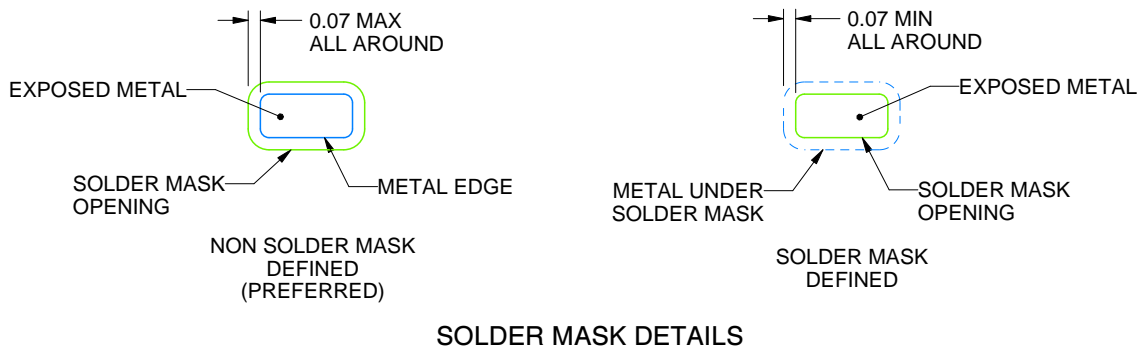 0.07 MAX
ALL AROUND
EXPOSED METAL
SOLDER MASK
OPENING
METAL EDGE
NON SOLDER MASK
DEFINED
(PREFERRED)
0.07 MIN
ALL AROUND
EXPOSED METAL
METAL UNDER
SOLDER MASK
SOLDER MASK
OPENING
SOLDER MASK
DEFINED
SOLDER MASK DETAILS